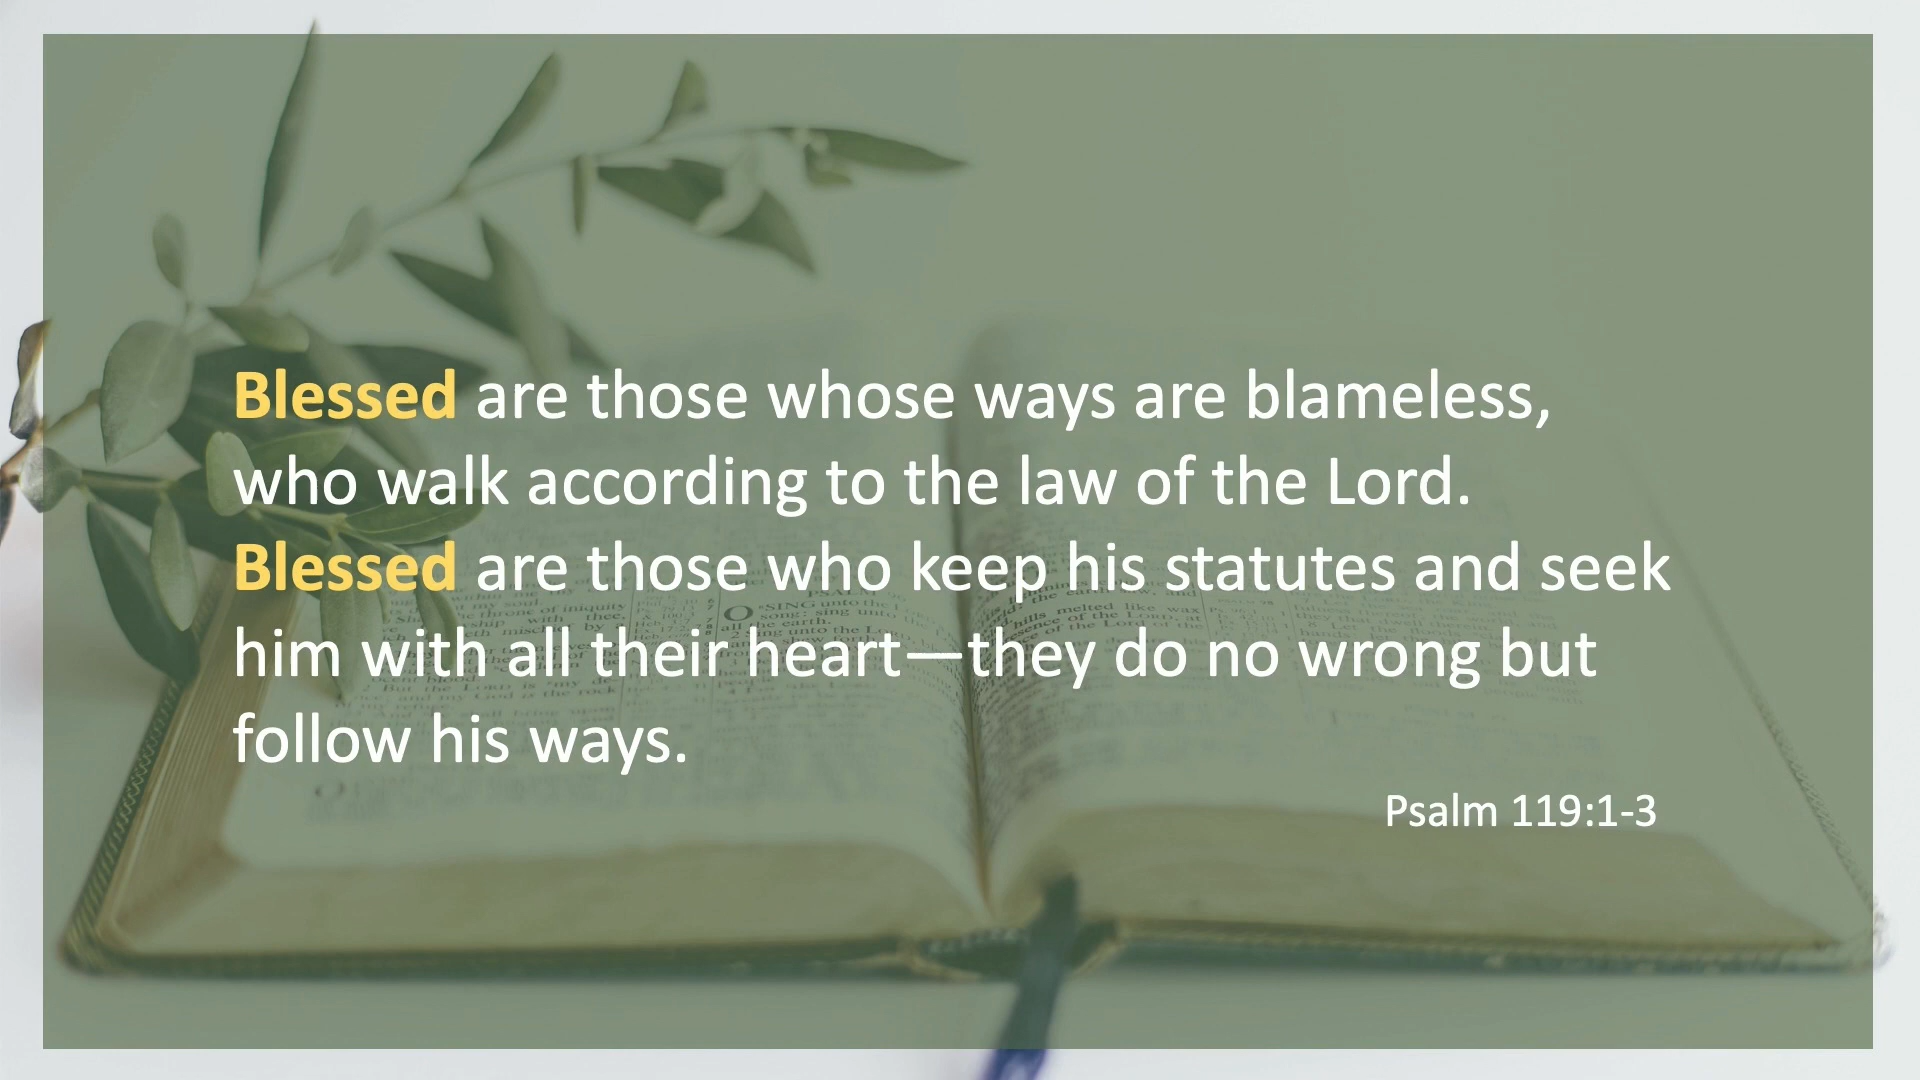 Blessed are those whose ways are blameless,
who walk according to the law of the Lord.
Blessed are those who keep his statutes and seek
him with all their heart—they do no wrong but
follow his ways.
Psalm 119:1-3